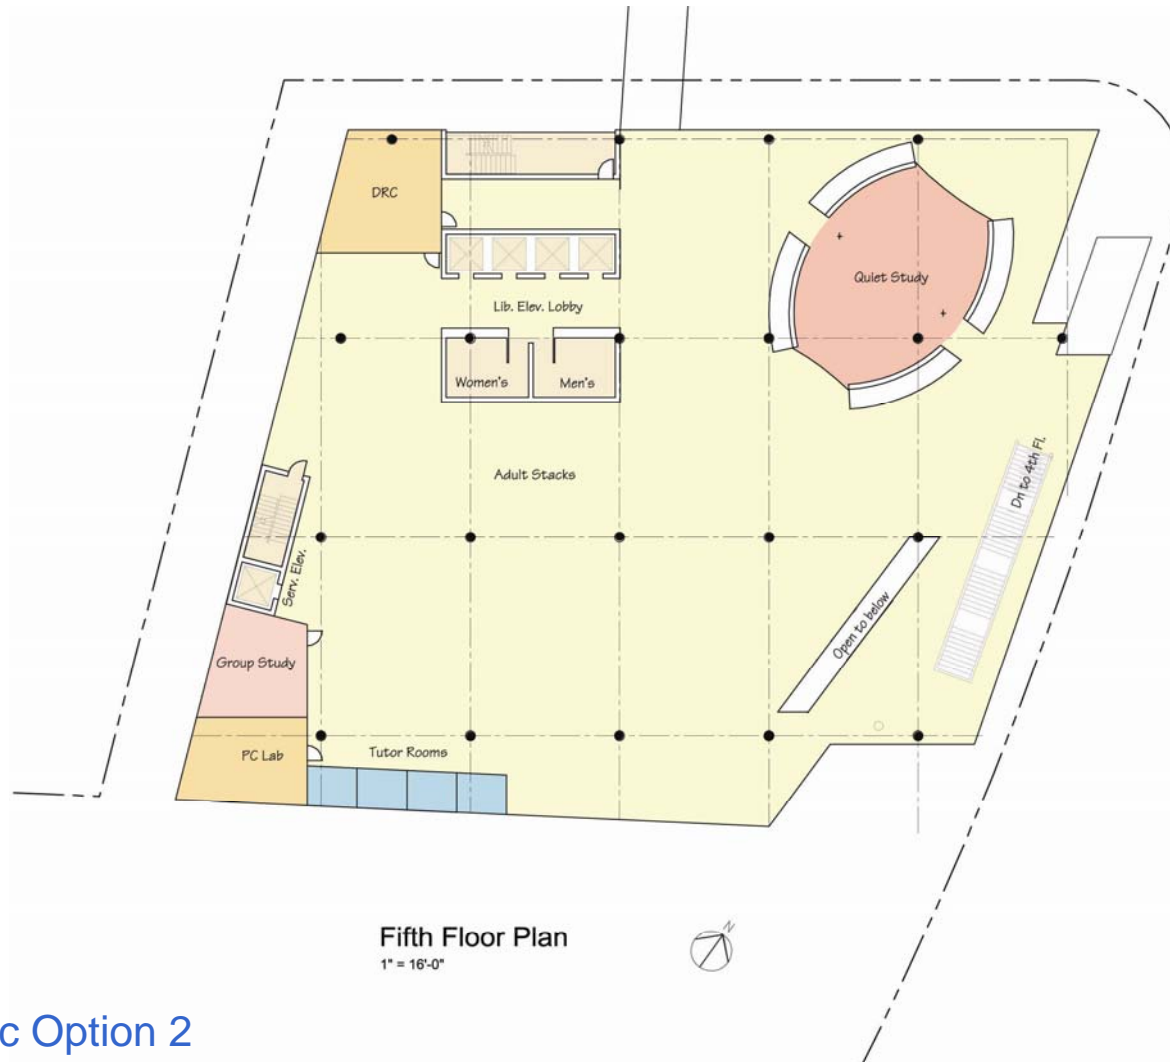 DRC
Quiet Study
Lib. Elev. Lobby
Women's
Men's
Adult Stacks
Dn to 4th Fl.
Serv. Elev.
Open to below
Group Study
PC Lab
Tutor Rooms
Fifth Floor Plan
1" = 16'-0"
N
c Option 2